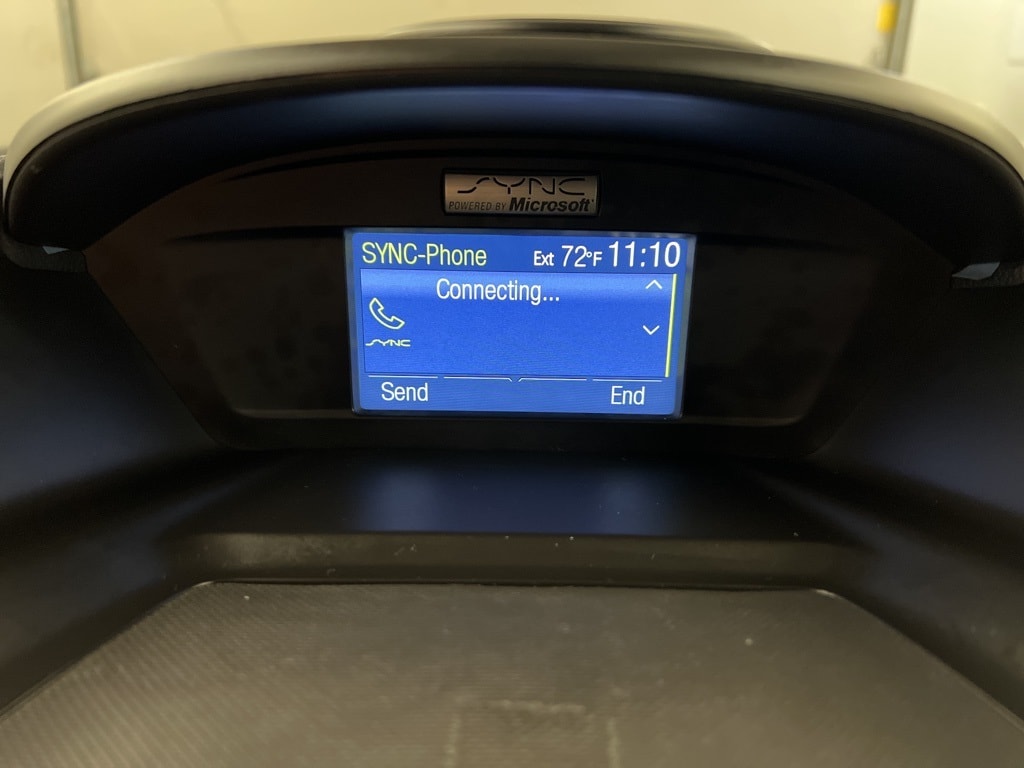 SYNC
POWERED BY Microsoft
SYNC-Phone Ext 72°F 11:10
Connecting...
SYNC
Send End